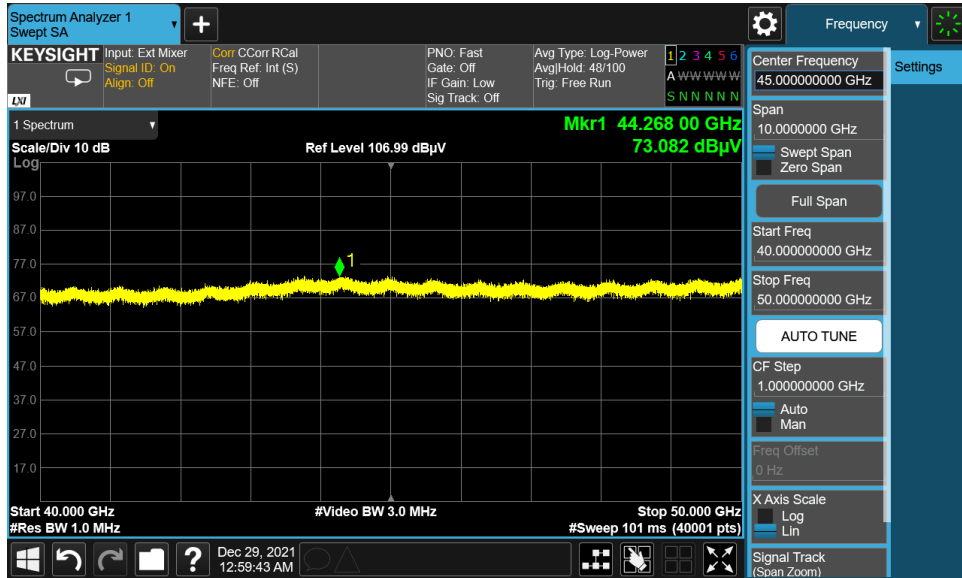 Spectrum Analyzer 1
Swept SA
+
Frequency
KEYSIGHT
LXI
Input: Ext Mixer
Signal ID: On
Align: Off
Corr CCorr RCal
Freq Ref: Int (S)
NFE: Off
PNO: Fast
Gate: Off
IF Gain: Low
Sig Track: Off
Avg Type: Log-Power
Avg|Hold: 48/100
Trig: Free Run
1 2 3 4 5 6
A W W W W W
S N N N N N
1 Spectrum
Scale/Div 10 dB
Log
Ref Level 106.99 dBµV
Mkr1 44.268 00 GHz
73.082 dBµV
97.0
87.0
77.0
67.0
57.0
47.0
37.0
27.0
17.0
1
Start 40.000 GHz
#Res BW 1.0 MHz
#Video BW 3.0 MHz
Stop 50.000 GHz
#Sweep 101 ms (40001 pts)
Center Frequency
45.000000000 GHz
Settings
Span
10.0000000 GHz
Swept Span
Zero Span
Full Span
Start Freq
40.000000000 GHz
Stop Freq
50.000000000 GHz
AUTO TUNE
CF Step
1.000000000 GHz
Auto
Man
Freq Offset
0 Hz
X Axis Scale
Log
Lin
Signal Track
(Span Zoom)
?
Dec 29, 2021
12:59:43 AM